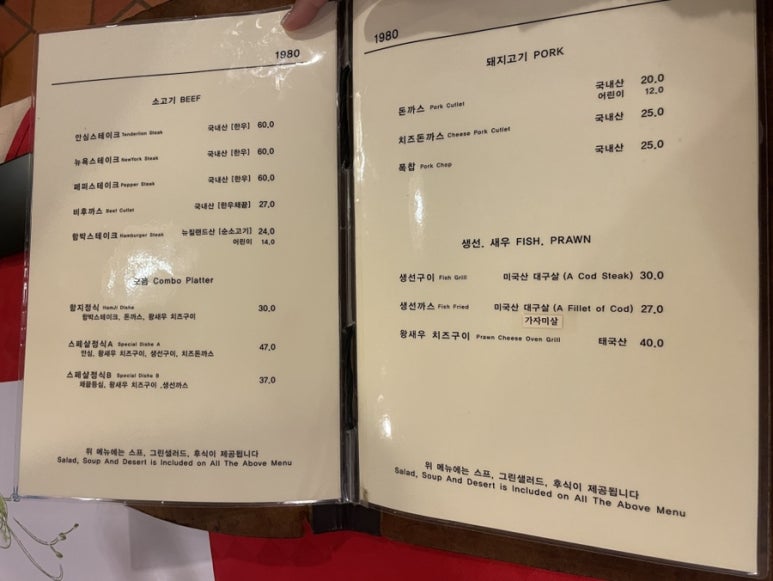 1980
소고기 BEEF
안심스테이크 Tenderlion Steak 국내산 [한우] 60.0
뉴욕스테이크 NewYork Steak 국내산 [한우] 60.0
페퍼스테이크 Pepper Steak 국내산 [한우] 60.0
비후까스 Beef Cutlet 국내산 [한우채끝] 27.0
함박스테이크 Hamburger Steak 뉴질랜드산 [순소고기] 24.0
어린이 14.0
Combo Platter
함지정식 HamJi Dishe 30.0
함박스테이크, 돈까스, 왕새우 치즈구이
스페살정식A Special Dishe A 47.0
안심, 왕새우 치즈구이, 생선구이, 치즈돈까스
스페살정식B Special Dishe B 37.0
왕새우 치즈구이 ,생선까스
위 메뉴에는 스프, 그린샐러드, 후식이 제공됩니다
Salad, Soup And Desert is Included on All The Above Menu
1980
돼지고기 PORK
돈까스 Pork Cutlet 국내산 20.0
어린이 12.0
치즈돈까스 Cheese Pork Cutlet 국내산 25.0
폭찹 Pork Chop 국내산 25.0
생선. 새우 FISH. PRAWN
생선구이 Fish Grill 미국산 대구살 (A Cod Steak) 30.0
생선까스 Fish Fried 미국산 대구살 (A Fillet of Cod) 27.0
가자미살
왕새우 치즈구이 Prawn Cheese Oven Grill 태국산 40.0
위 메뉴에는 스프, 그린샐러드, 후식이 제공됩니다
Salad, Soup And Desert is Included on All The Above Menu